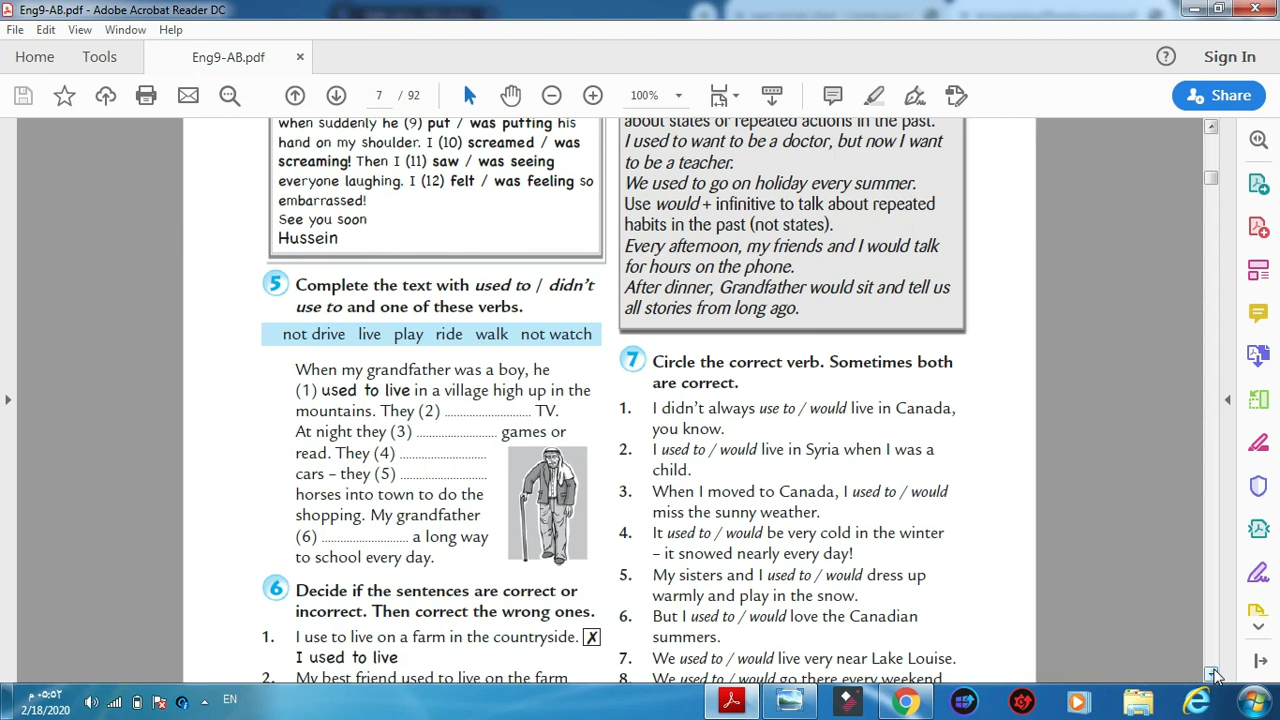 Eng9-AB.pdf - Adobe Acrobat Reader DC
File Edit View Window Help
Home Tools Eng9-AB.pdf × Sign In
7 / 92 100% Share
when suddenly he (9) put / was putting his
hand on my shoulder. I (10) screamed / was
screaming! Then I (11) saw / was seeing
everyone laughing. I (12) felt / was feeling so
embarrassed!
See you soon
Hussein
5 Complete the text with used to / didn't
use to and one of these verbs.
not drive live play ride walk not watch
When my grandfather was a boy, he
(1) used to live in a village high up in the
mountains. They (2) ............................ TV.
At night they (3) .......................... games or
read. They (4) ............................
cars – they (5) ............................
horses into town to do the
shopping. My grandfather
(6) ............................ a long way
to school every day.
6 Decide if the sentences are correct or
incorrect. Then correct the wrong ones.
1. I use to live on a farm in the countryside. ✗
I used to live
2. My best friend used to live on the farm
about states or repeated actions in the past.
I used to want to be a doctor, but now I want
to be a teacher.
We used to go on holiday every summer.
Use would + infinitive to talk about repeated
habits in the past (not states).
Every afternoon, my friends and I would talk
for hours on the phone.
After dinner, Grandfather would sit and tell us
all stories from long ago.
7 Circle the correct verb. Sometimes both
are correct.
1. I didn't always use to / would live in Canada,
you know.
2. I used to / would live in Syria when I was a
child.
3. When I moved to Canada, I used to / would
miss the sunny weather.
4. It used to / would be very cold in the winter
– it snowed nearly every day!
5. My sisters and I used to / would dress up
warmly and play in the snow.
6. But I used to / would love the Canadian
summers.
7. We used to / would live very near Lake Louise.
8. We used to / would go there every weekend
م ٠٥:٥٢
2/18/2020
EN